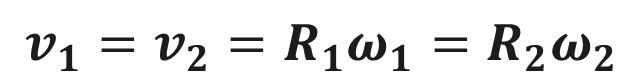 𝒗₁ = 𝒗₂ = 𝑹₁𝝎₁ = 𝑹₂𝝎₂